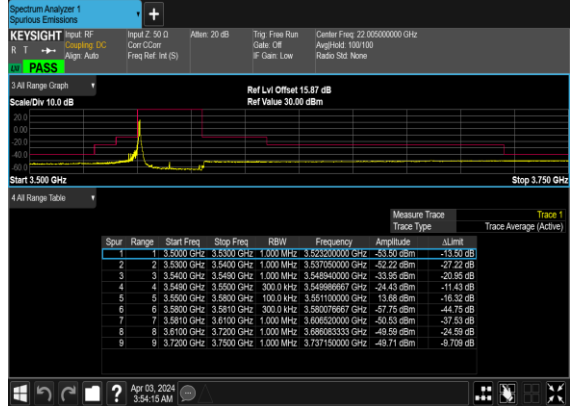 Spectrum Analyzer 1
Spurious Emissions
+
KEYSIGHT Input: RF Input Z: 50 Ω Atten: 20 dB Trig: Free Run Center Freq: 22.005000000 GHz
R T Coupling: DC Corr CCorr Gate: Off Avg|Hold: 100/100
Align: Auto Freq Ref: Int (S) IF Gain: Low Radio Std: None
PASS
3 All Range Graph
Ref Lvl Offset 15.87 dB
Scale/Div 10.0 dB Ref Value 30.00 dBm
20.0
0.00
-20.0
-40.0
-60.0
Start 3.500 GHz Stop 3.750 GHz
4 All Range Table
Measure Trace Trace 1
Trace Type Trace Average (Active)
Spur Range Start Freq Stop Freq RBW Frequency Amplitude ΔLimit
1 1 3.5000 GHz 3.5300 GHz 1.000 MHz 3.523200000 GHz -53.50 dBm -13.50 dB
2 2 3.5300 GHz 3.5400 GHz 1.000 MHz 3.537050000 GHz -52.22 dBm -27.22 dB
3 3 3.5400 GHz 3.5490 GHz 1.000 MHz 3.548940000 GHz -33.95 dBm -20.95 dB
4 4 3.5490 GHz 3.5500 GHz 300.0 kHz 3.549986667 GHz -24.43 dBm -11.43 dB
5 5 3.5500 GHz 3.5800 GHz 100.0 kHz 3.551100000 GHz 13.68 dBm -16.32 dB
6 6 3.5800 GHz 3.5810 GHz 300.0 kHz 3.580076667 GHz -57.75 dBm -44.75 dB
7 7 3.5810 GHz 3.6100 GHz 1.000 MHz 3.606520000 GHz -50.53 dBm -37.53 dB
8 8 3.6100 GHz 3.7200 GHz 1.000 MHz 3.686083333 GHz -49.59 dBm -24.59 dB
9 9 3.7200 GHz 3.7500 GHz 1.000 MHz 3.737150000 GHz -49.71 dBm -9.709 dB
? Apr 03, 2024
3:54:15 AM